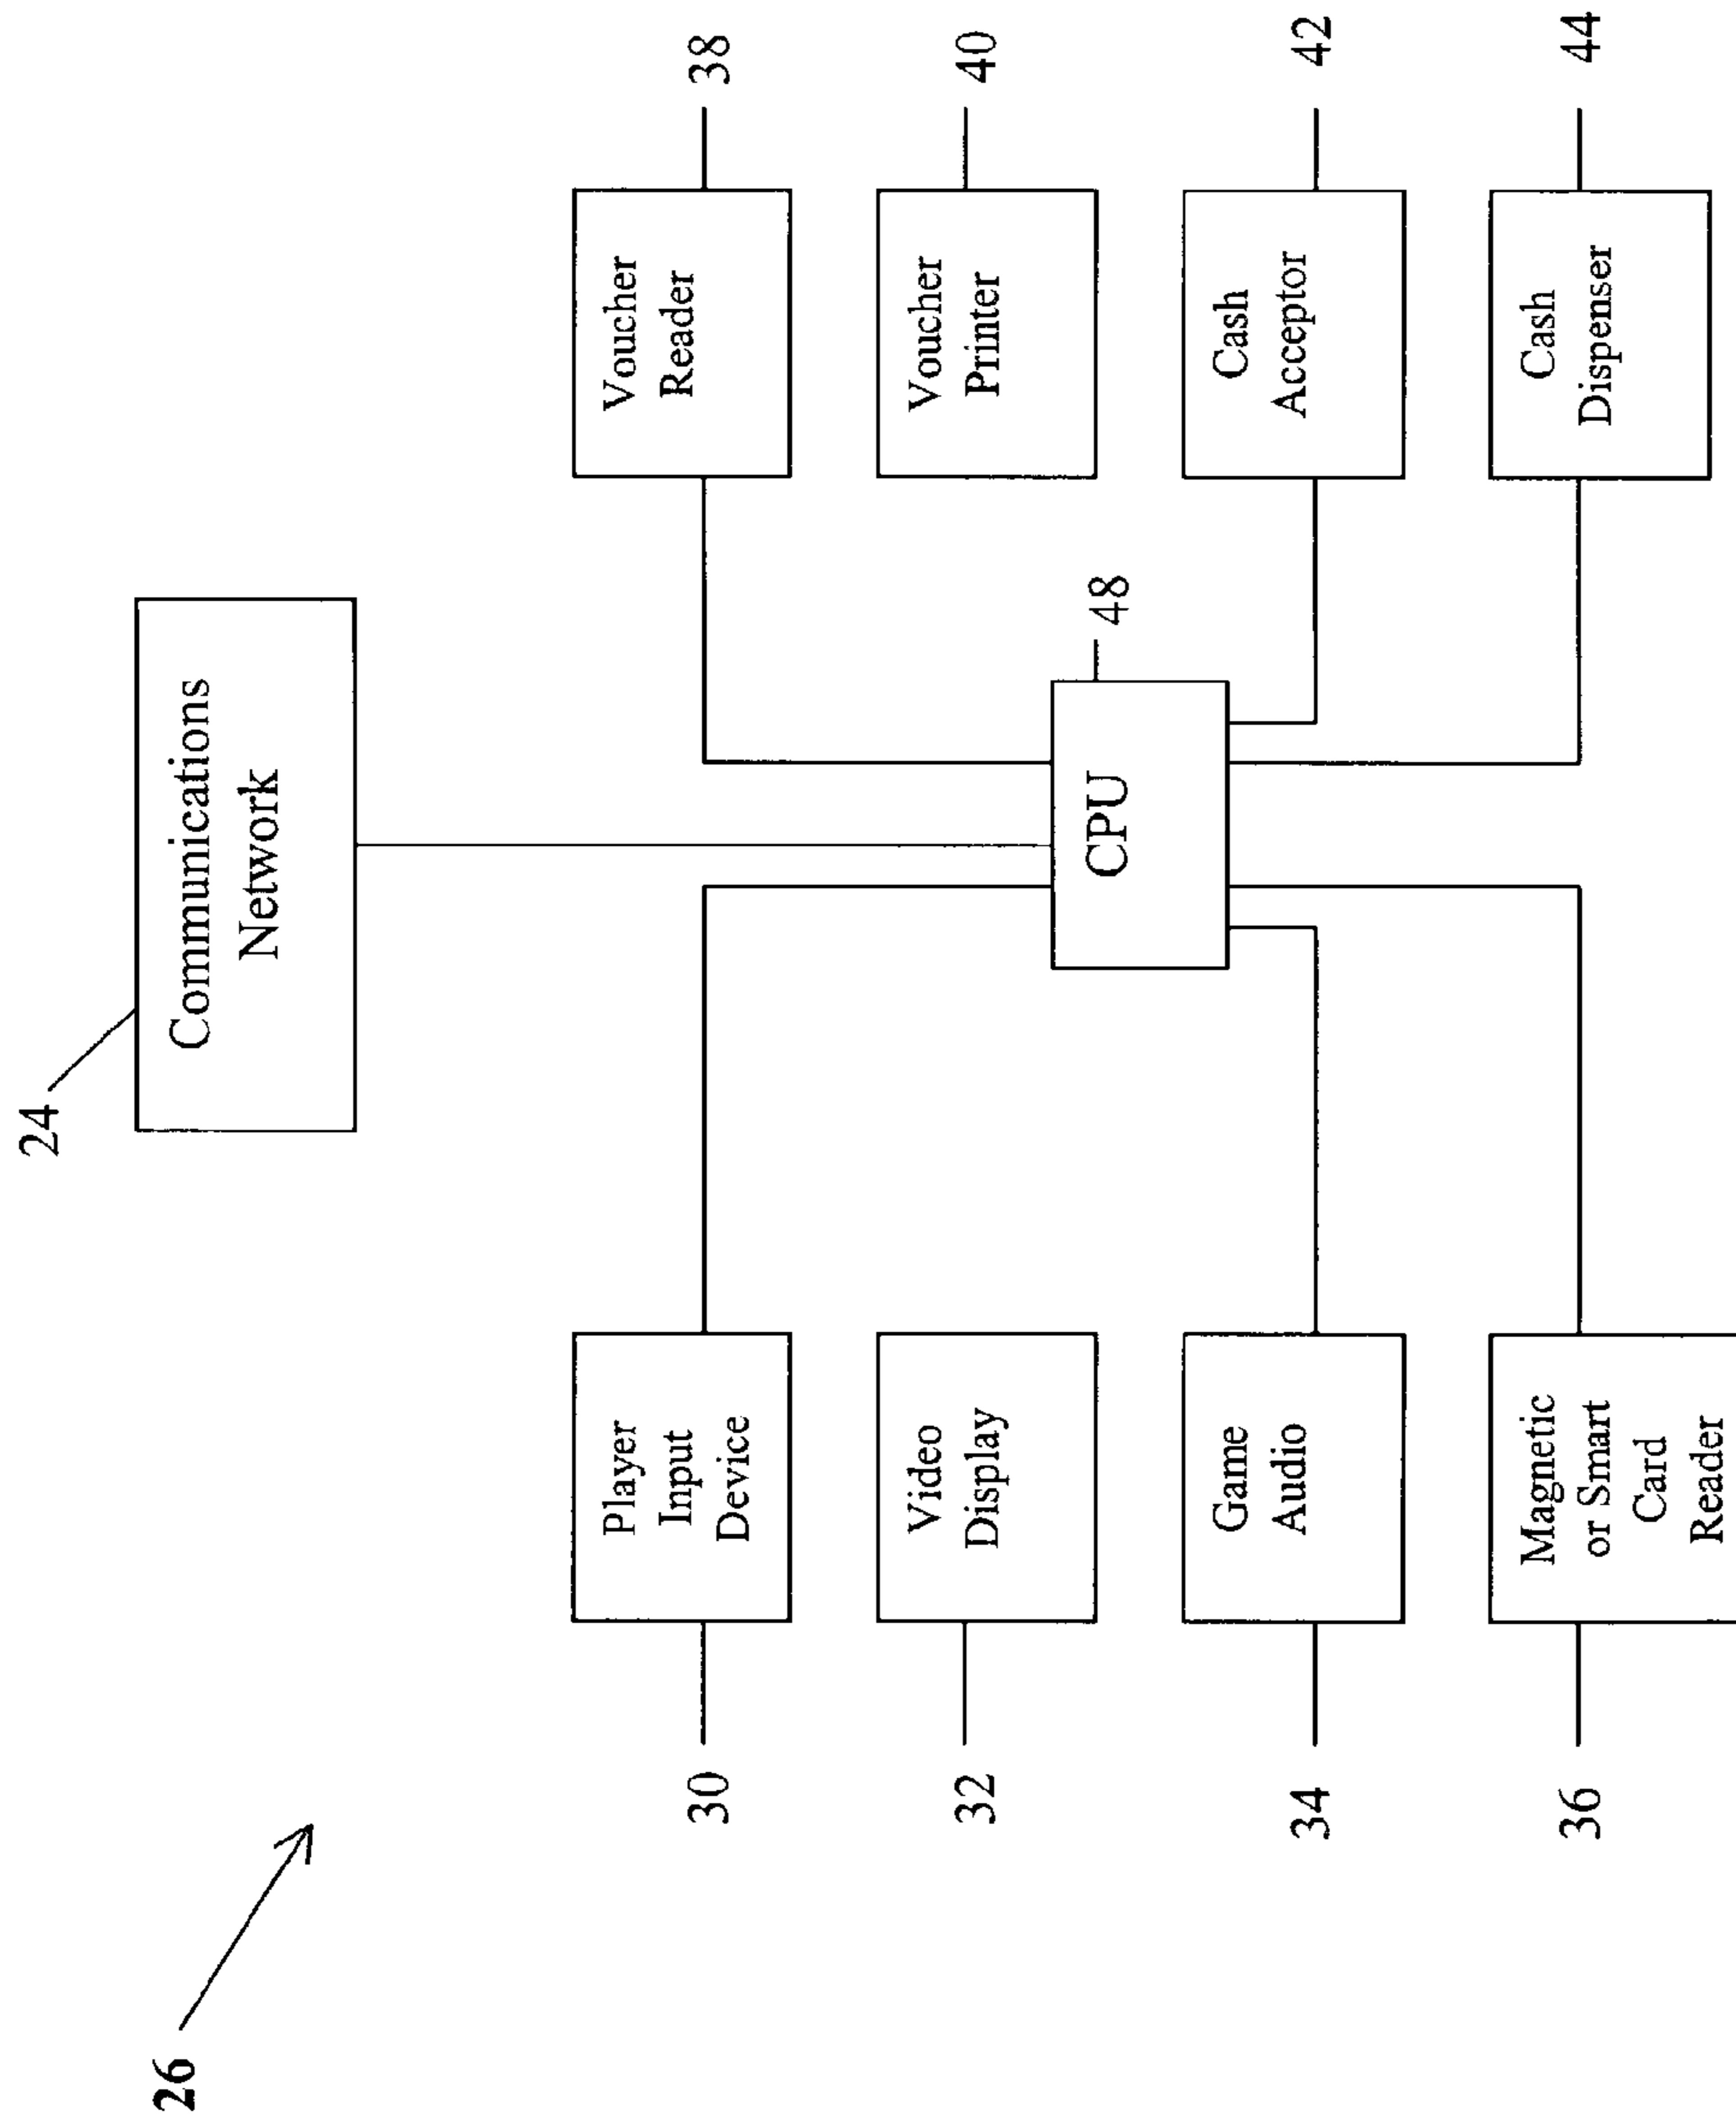 26
24
Communications
Network
30
Player
Input
Device
Voucher
Reader
38
32
Video
Display
Voucher
Printer
40
CPU
48
34
Game
Audio
Cash
Acceptor
42
36
Magnetic
or Smart
Card
Reader
Cash
Dispenser
44